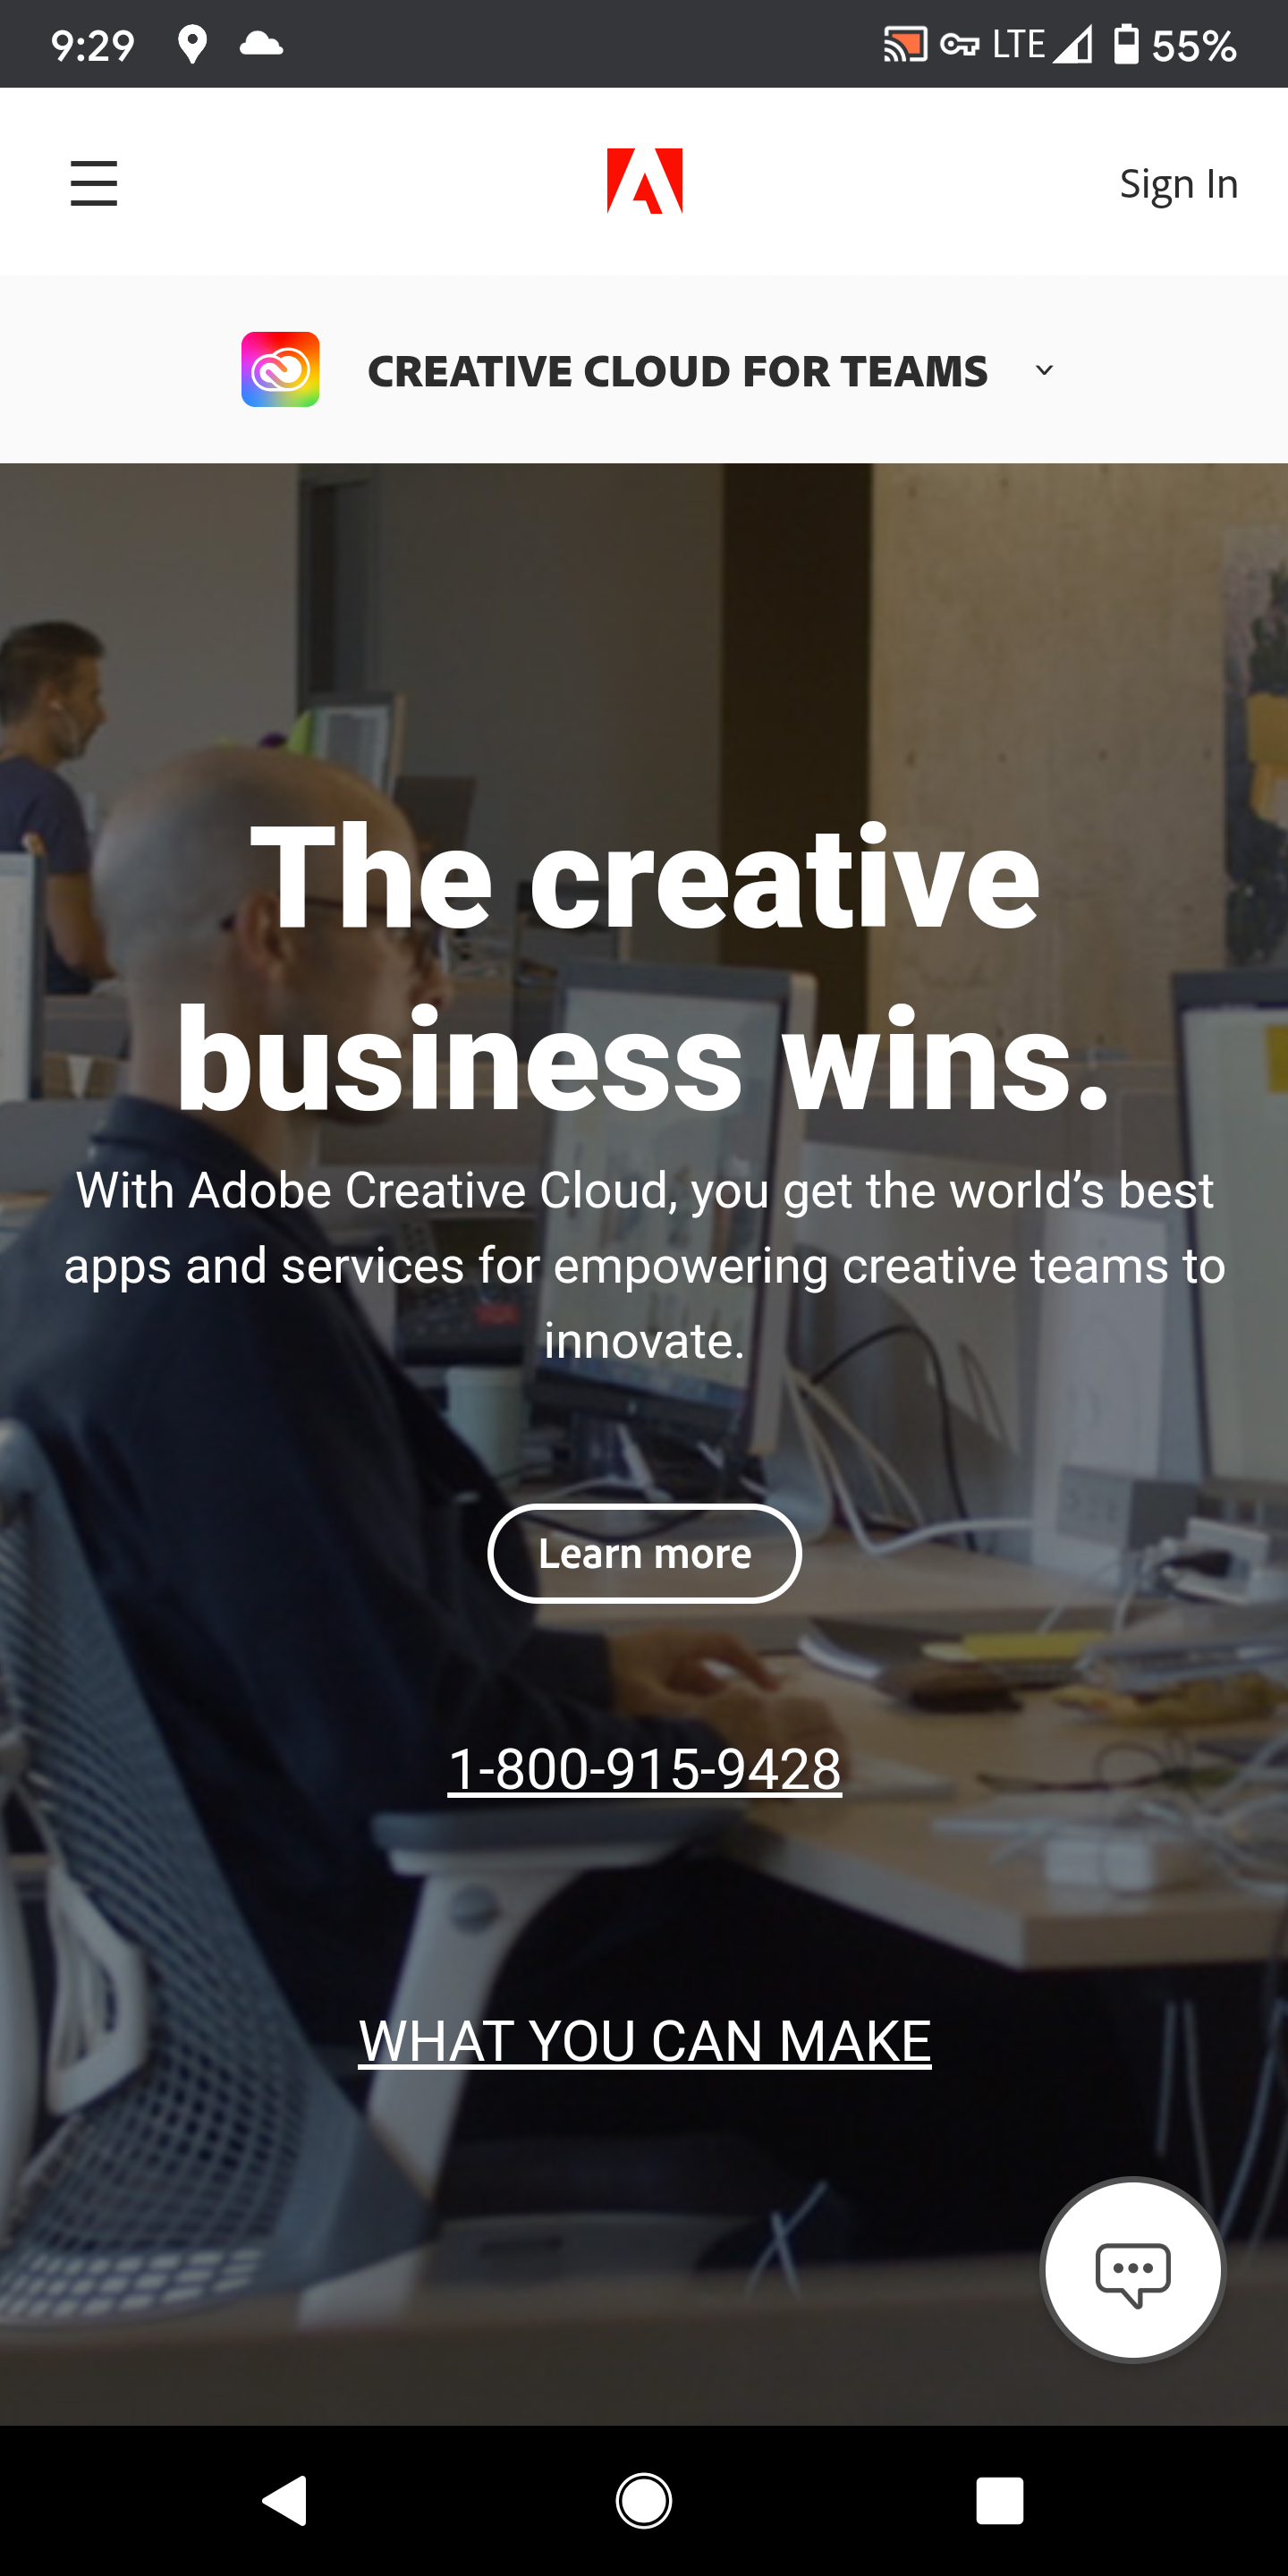 9:29 LTE 55%
Sign In
CREATIVE CLOUD FOR TEAMS
The creative
business wins.
With Adobe Creative Cloud, you get the world’s best
apps and services for empowering creative teams to
innovate.
Learn more
1-800-915-9428
WHAT YOU CAN MAKE